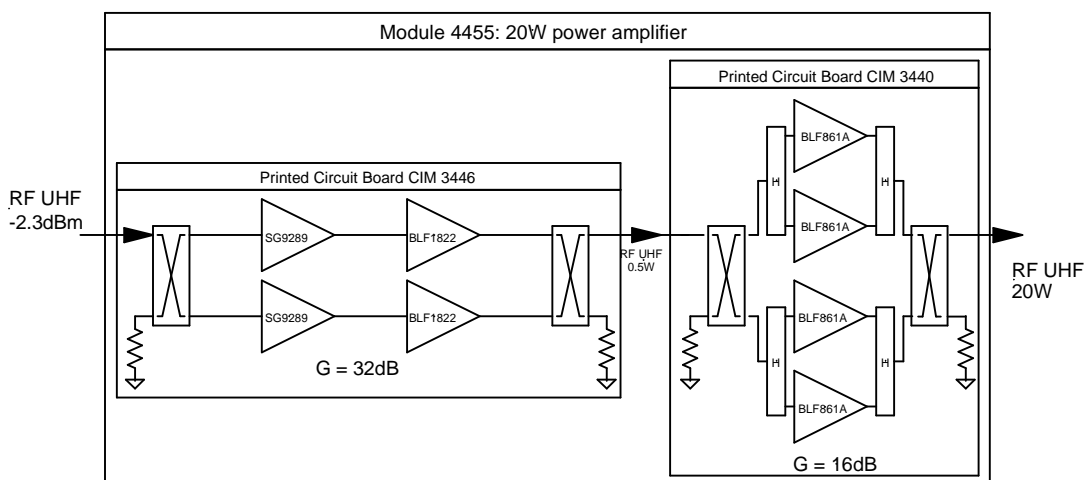 Module 4455: 20W power amplifier
Printed Circuit Board CIM 3440
BLF861A
H
H
BLF861A
Printed Circuit Board CIM 3446
RF UHF
-2.3dBm
SG9289
BLF1822
RF UHF
0.5W
RF UHF
20W
SG9289
BLF1822
BLF861A
H
H
BLF861A
G = 32dB
G = 16dB